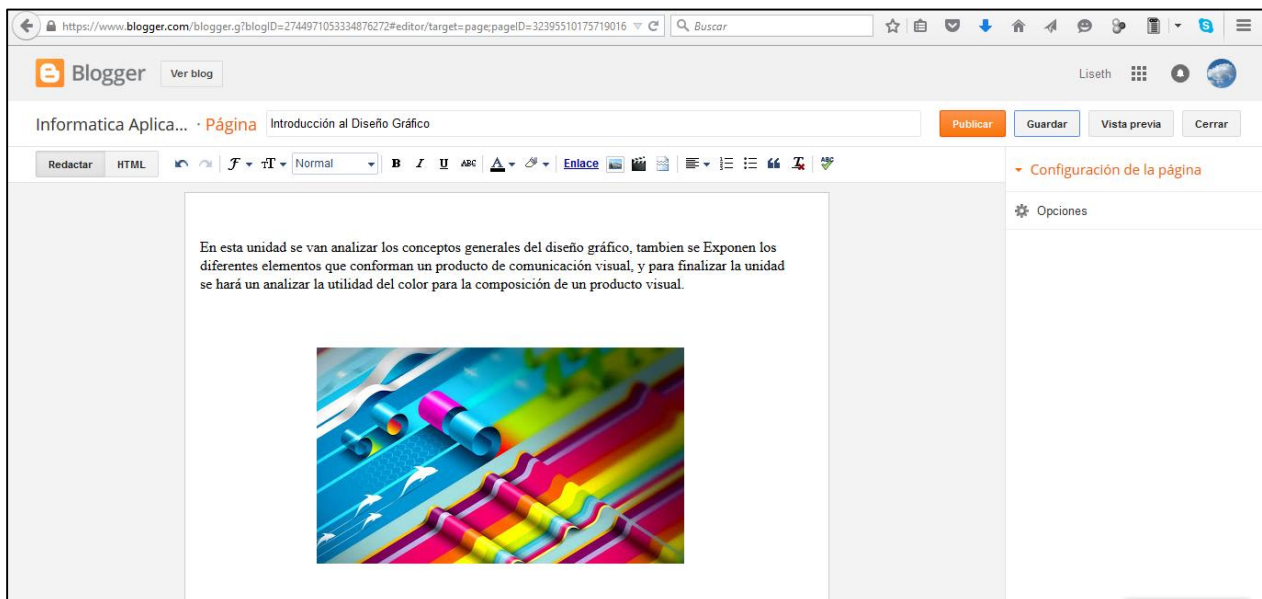 https://www.blogger.com/blogger.g?blogID=2744971053334876272#editor/target=page;pageID=32395510175719016
Buscar
Blogger
Ver blog
Liseth
Informatica Aplica... · Página
Introducción al Diseño Gráfico
Publicar
Guardar
Vista previa
Cerrar
Redactar
HTML
Normal
B I U ABC A
Enlace
ABC
Configuración de la página
Opciones
En esta unidad se van analizar los conceptos generales del diseño gráfico, tambien se Exponen los
diferentes elementos que conforman un producto de comunicación visual, y para finalizar la unidad
se hará un analizar la utilidad del color para la composición de un producto visual.